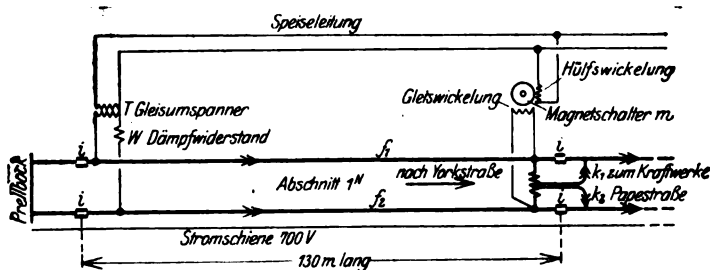 Speiseleitung
Hülfswickelung
T Gleisumspanner
Gleiswickelung
Magnetschalter m
W Dämpfwiderstand
i
f₁
i
Prellbock
Abschnitt 1ᴺ
nach Yorkstraße
k₁ zum Kraftwerke
i
f₂
i
k₂ Papestraße
Stromschiene 700 V
130 m lang